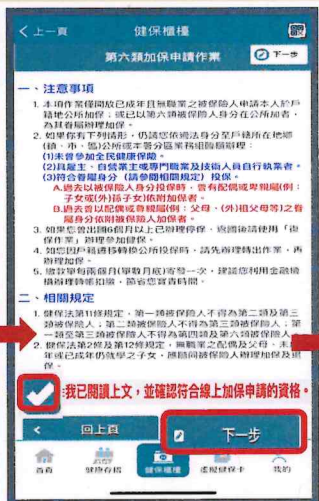 上一頁
健保櫃檯
第六類加保申請作業
下一步
一、注意事項
1. 本項作業僅開放已成年且無職業之被保險人申請本人於戶
籍地公所加保；或已以第六類被保險人身分在公所加者，
為其眷屬辦理加保。
2. 如果您有下列情形，仍請您依適法身分至戶籍所在地鄉
(鎮、市、區)公所或本署分區業務組臨櫃辦理：
(1)未曾參加全民健康保險。
(2)具雇主、自營業主或專門職業及技術人員自行執業者。
(3)符合眷屬身分（請參閱相關規定）投保。
A.過去以被保險人身分投保時，曾有配偶或卑親屬(例：
子女或(外)孫子女)依附加保者。
B.過去曾以配偶或尊親屬(例：父母、(外)祖父母等)之眷
屬身分依附被保險人加保者。
3. 如果您曾出國6個月以上已辦理停保，返國後請使用「復
保作業」辦理參加健保。
4. 如您因戶籍遷移轉換公所投保時，請先辦理轉出作業，再
辦理加保。
5. 繳款單每兩個月(單數月底)寄發一次，建議您利用金融機
構辦理轉帳扣繳，節省您寶貴時間。
二、相關規定
1. 健保法第11條規定，第一類被保險人不得為第二類及第三
類被保險人；第二類被保險人不得為第三類被保險人；第
一類至第三類被保險人不得為第四類及第六類被保險人。
2. 健保法第2條及第12條規定，無職業之配偶及父母、未成
年或已成年仍就學之子女，應隨同被保險人辦理加保及退
保。
我已閱讀上文，並確認符合線上加保申請的資格。
回上頁
下一步
首頁
健康存摺
健保櫃檯
虛擬健保卡
我的